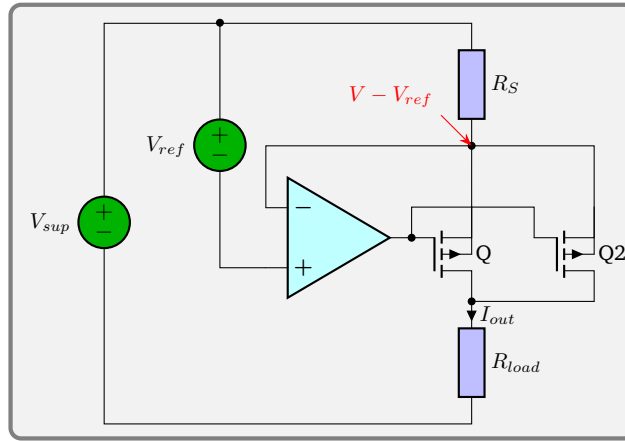 R_S
V − V_ref
V_ref
+
−
V_sup
+
−
−
+
Q
Q2
I_out
R_load